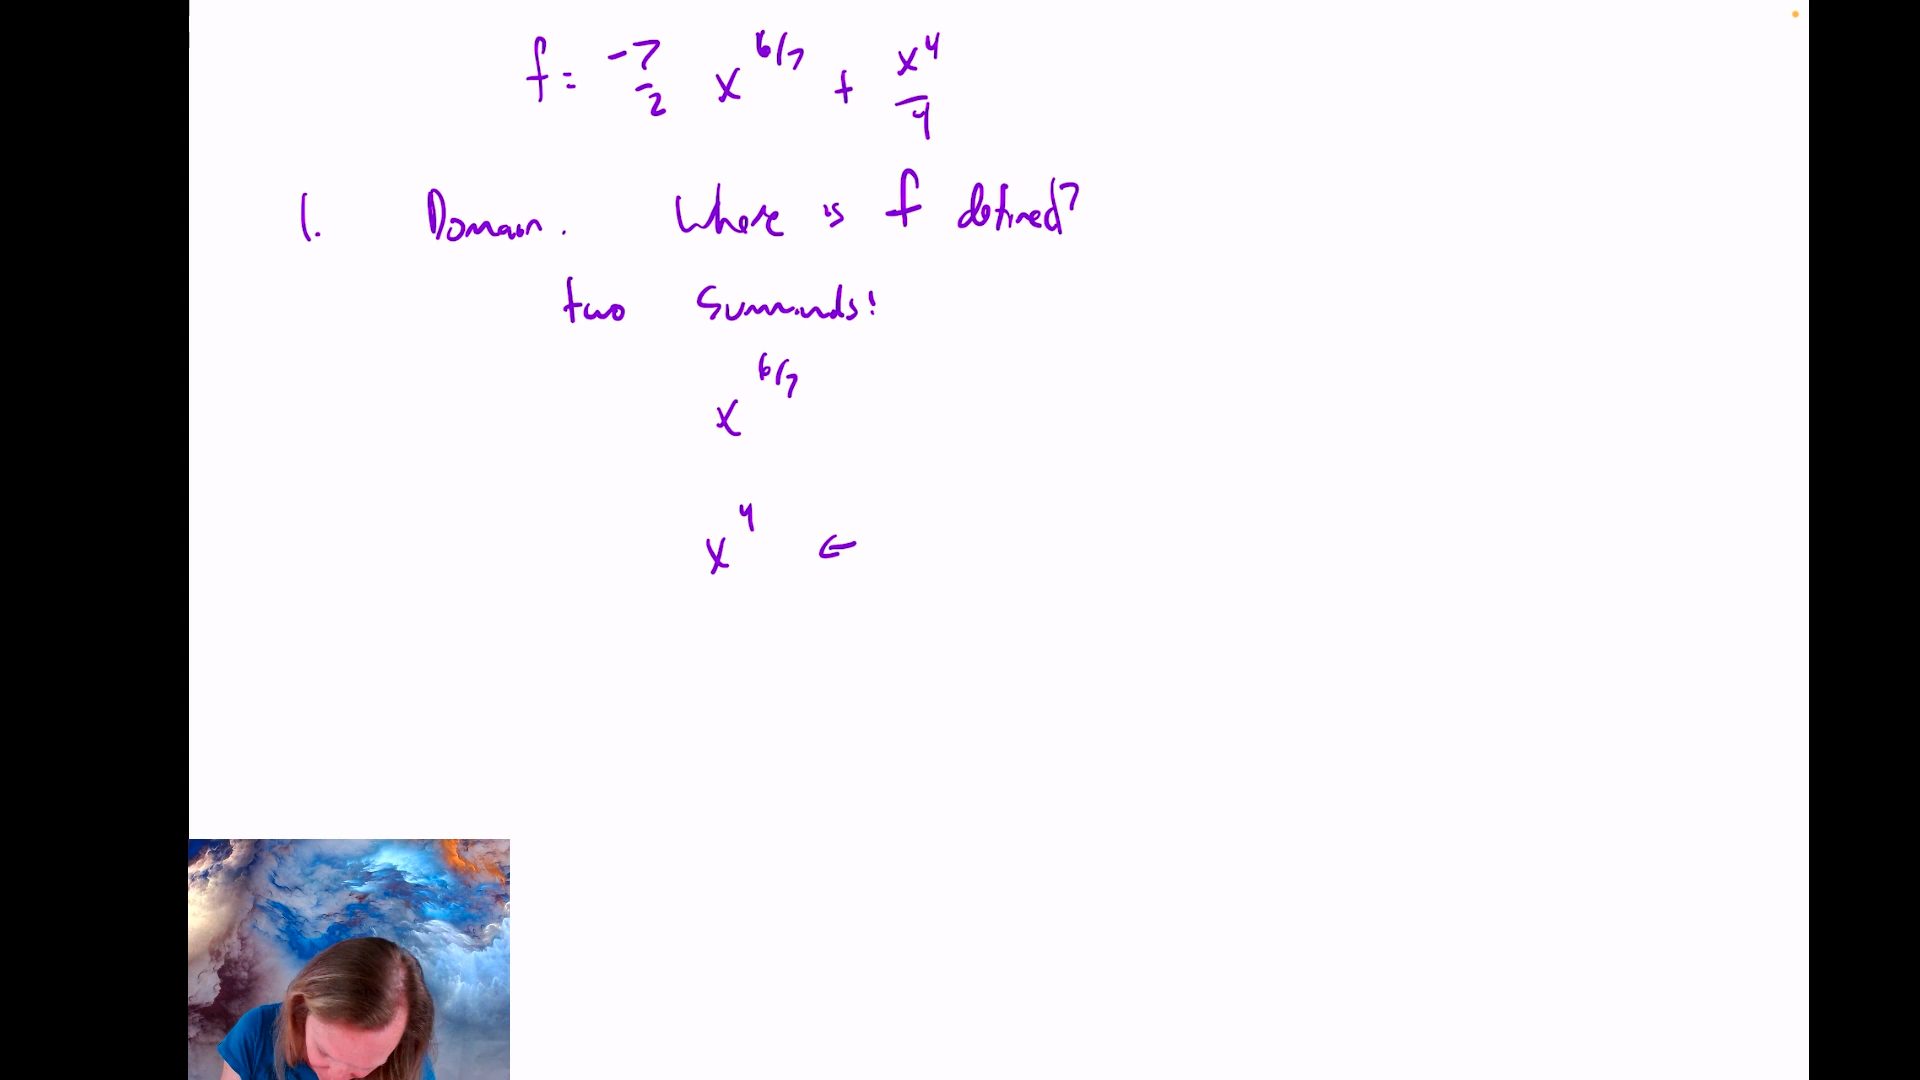 f = -7/2 x^6/7 + x^4/4
1. Domain. Where is f defined?
two summands!
x^6/7
x^4 ←